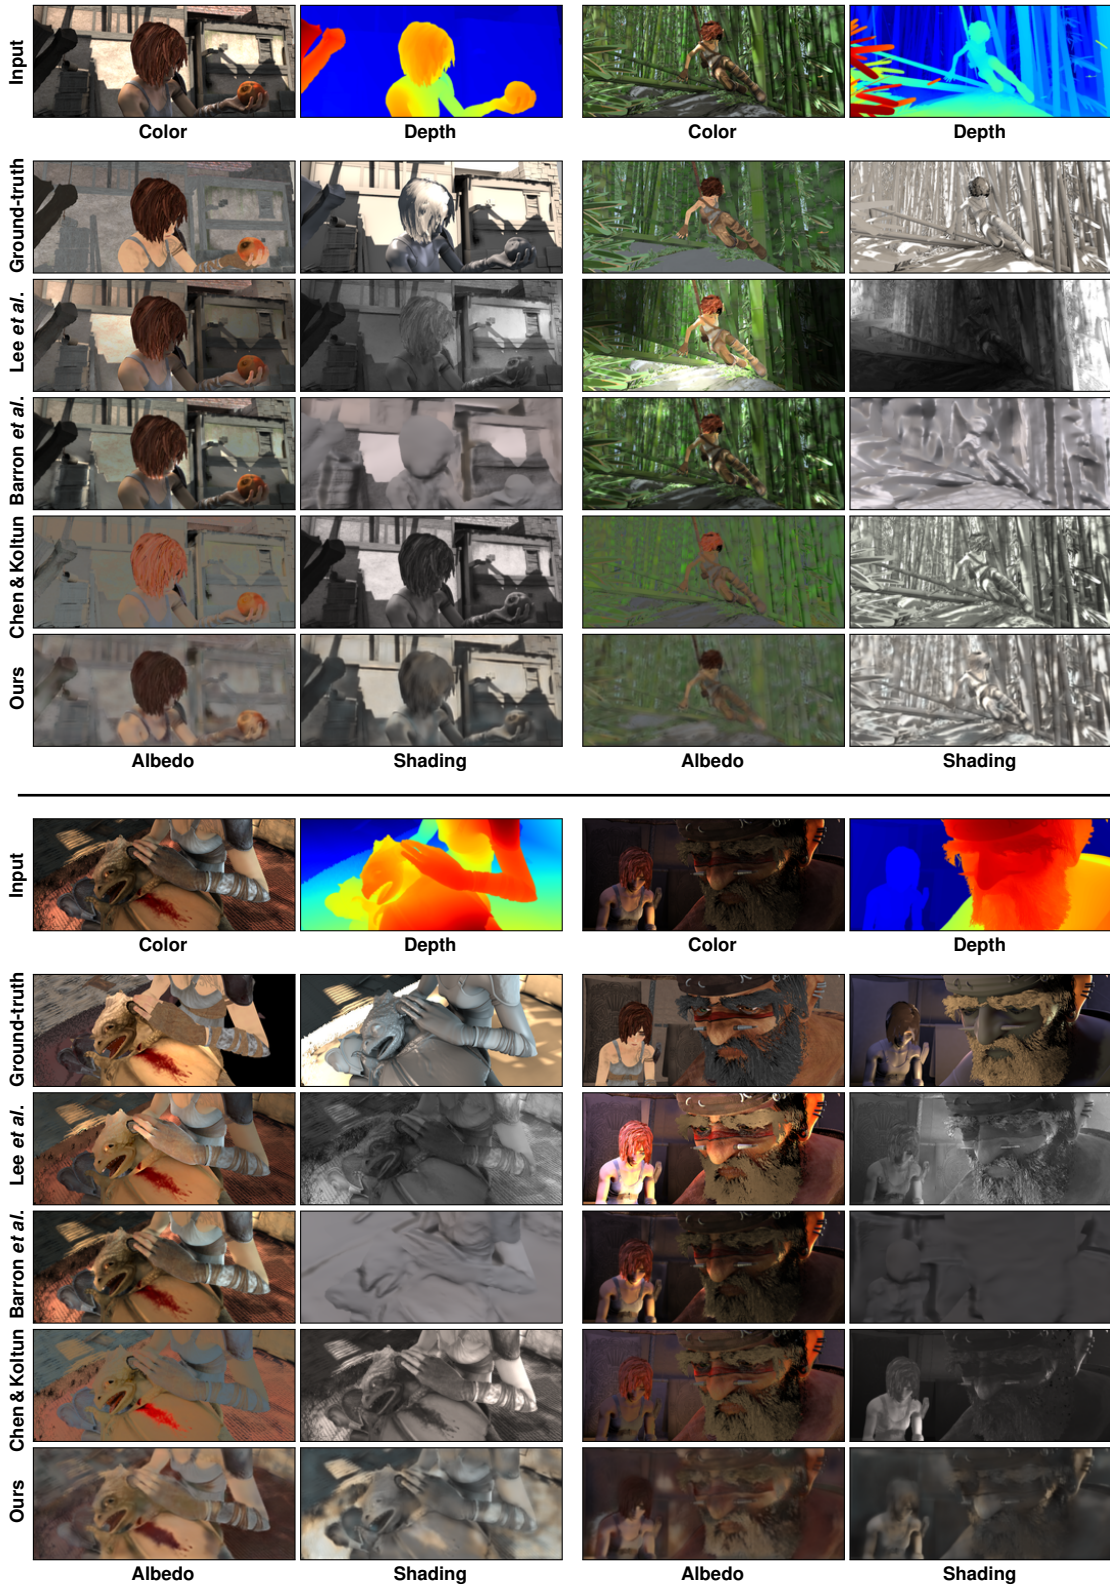 Input
Color Depth Color Depth
Ground-truth
Lee et al.
Barron et al.
Chen & Koltun
Ours
Albedo Shading Albedo Shading
Input
Color Depth Color Depth
Ground-truth
Lee et al.
Barron et al.
Chen & Koltun
Ours
Albedo Shading Albedo Shading